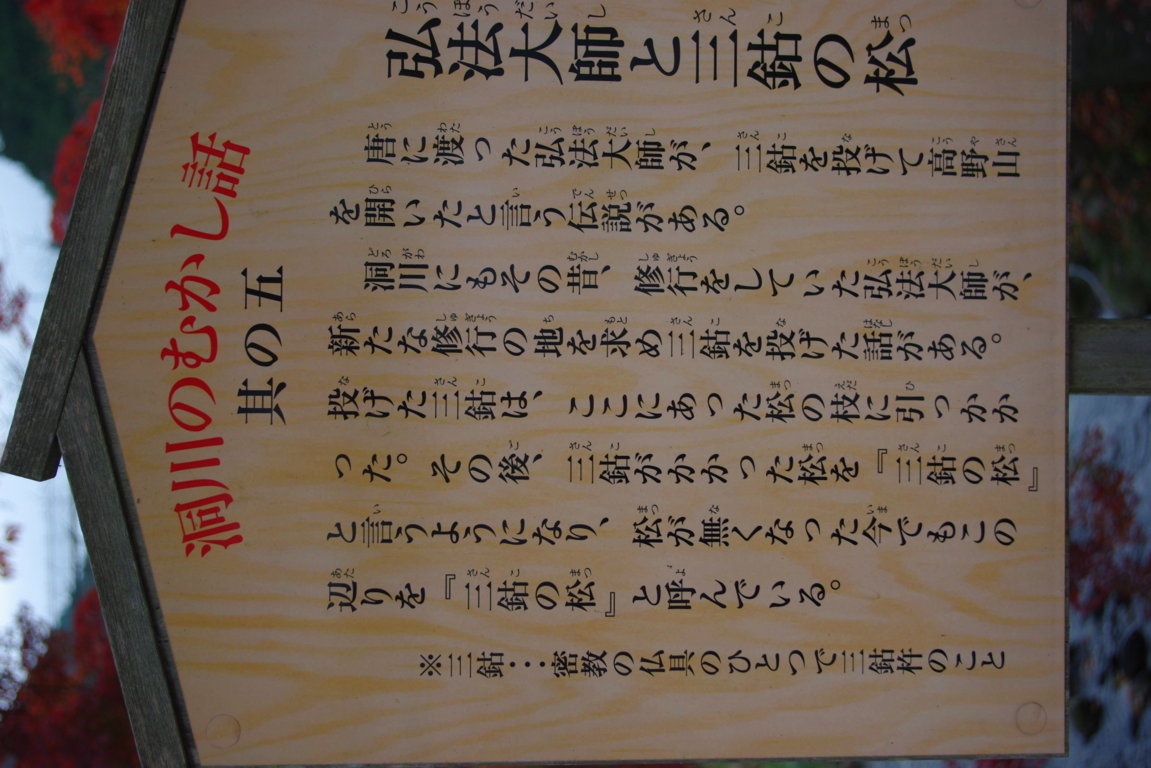 洞川のむかし話
其の五
弘法大師と三鈷の松
唐に渡った弘法大師が、三鈷を投げて高野山
を開いたと言う伝説がある。
洞川にもその昔、修行をしていた弘法大師が、
新たな修行の地を求め三鈷を投げた話がある。
投げた三鈷は、ここにあった松の枝に引っかか
った。その後、三鈷がかかった松を『三鈷の松』
と言うようになり、松が無くなった今でもこの
辺りを『三鈷の松』と呼んでいる。
※三鈷･･･密教の仏具のひとつで三鈷杵のこと